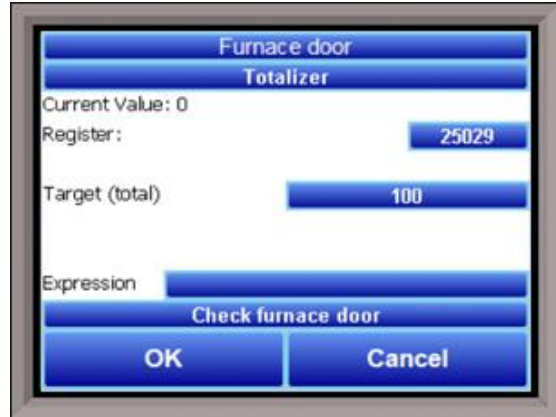 Furnace door
Totalizer
Current Value: 0
Register: 25029
Target (total) 100
Expression
Check furnace door
OK Cancel